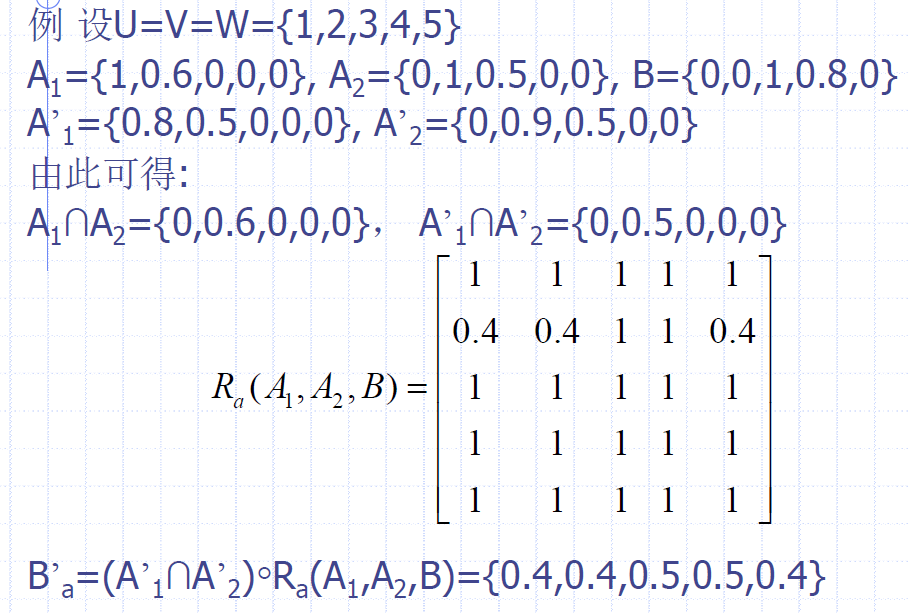 例 设U=V=W={1,2,3,4,5}
A₁={1,0.6,0,0,0}, A₂={0,1,0.5,0,0}, B={0,0,1,0.8,0}
A’₁={0.8,0.5,0,0,0}, A’₂={0,0.9,0.5,0,0}
由此可得:
A₁∩A₂={0,0.6,0,0,0}, A’₁∩A’₂={0,0.5,0,0,0}
1 1 1 1 1
0.4 0.4 1 1 0.4
Rₐ(A₁,A₂,B)= 1 1 1 1 1
1 1 1 1 1
1 1 1 1 1
B’ₐ=(A’₁∩A’₂)∘Rₐ(A₁,A₂,B)={0.4,0.4,0.5,0.5,0.4}